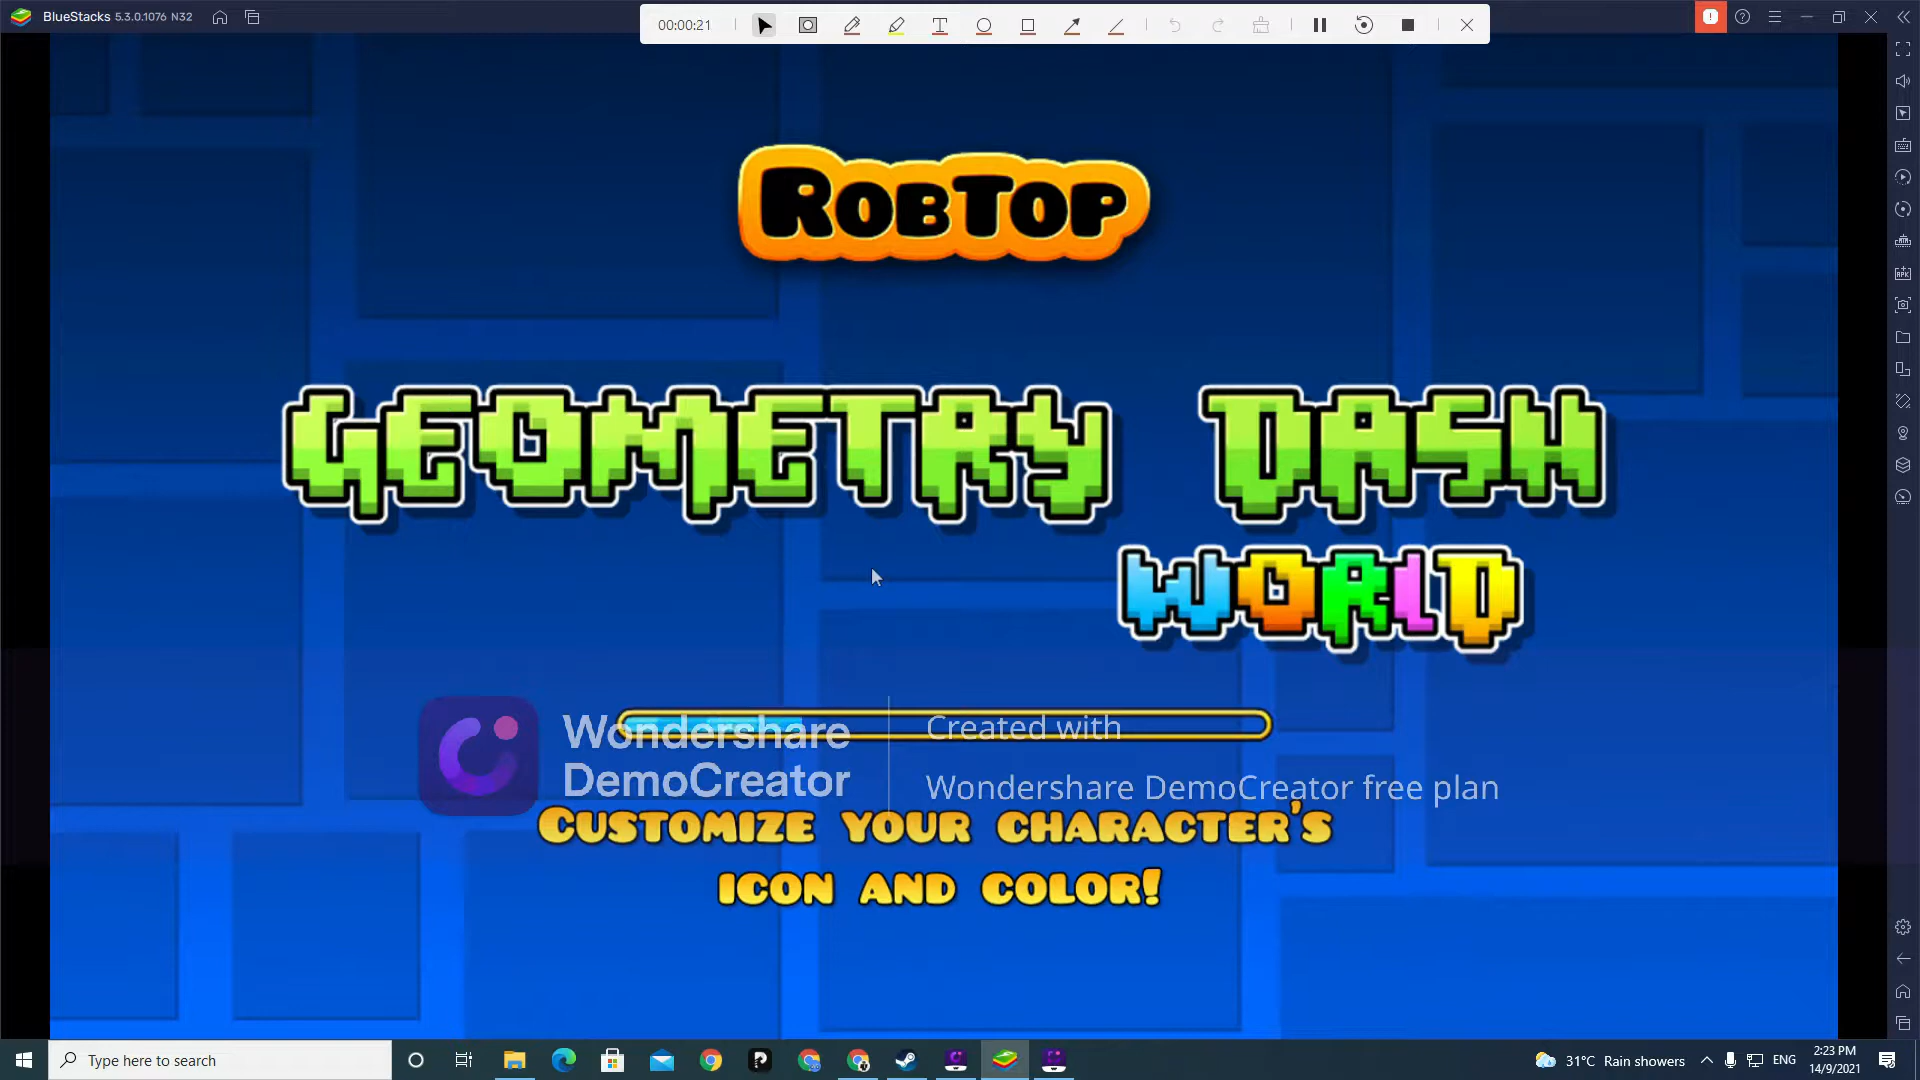 BlueStacks 5.3.0.1076 N32
00:00:21
ROBTOP
GEOMETRY DASH
WORLD
Wondershare
DemoCreator
Created with
Wondershare DemoCreator free plan
CUSTOMIZE YOUR CHARACTER'S
ICON AND COLOR!
Type here to search
31°C Rain showers
ENG
2:23 PM
14/9/2021